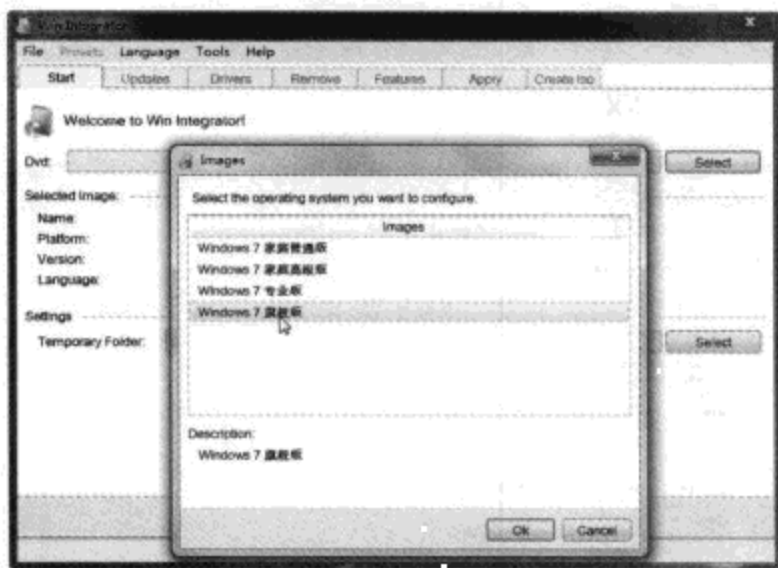 Win Integrator
File Presets Language Tools Help
Start Updates Drivers Remove Features Apply Create Iso
Welcome to Win Integrator!
Dvd:
Select
Selected Image:
Name:
Platform:
Version:
Language:
Settings
Temporary Folder:
Select
Images
Select the operating system you want to configure.
Images
Windows 7 家庭普通版
Windows 7 家庭高级版
Windows 7 专业版
Windows 7 旗舰版
Description:
Windows 7 旗舰版
Ok Cancel